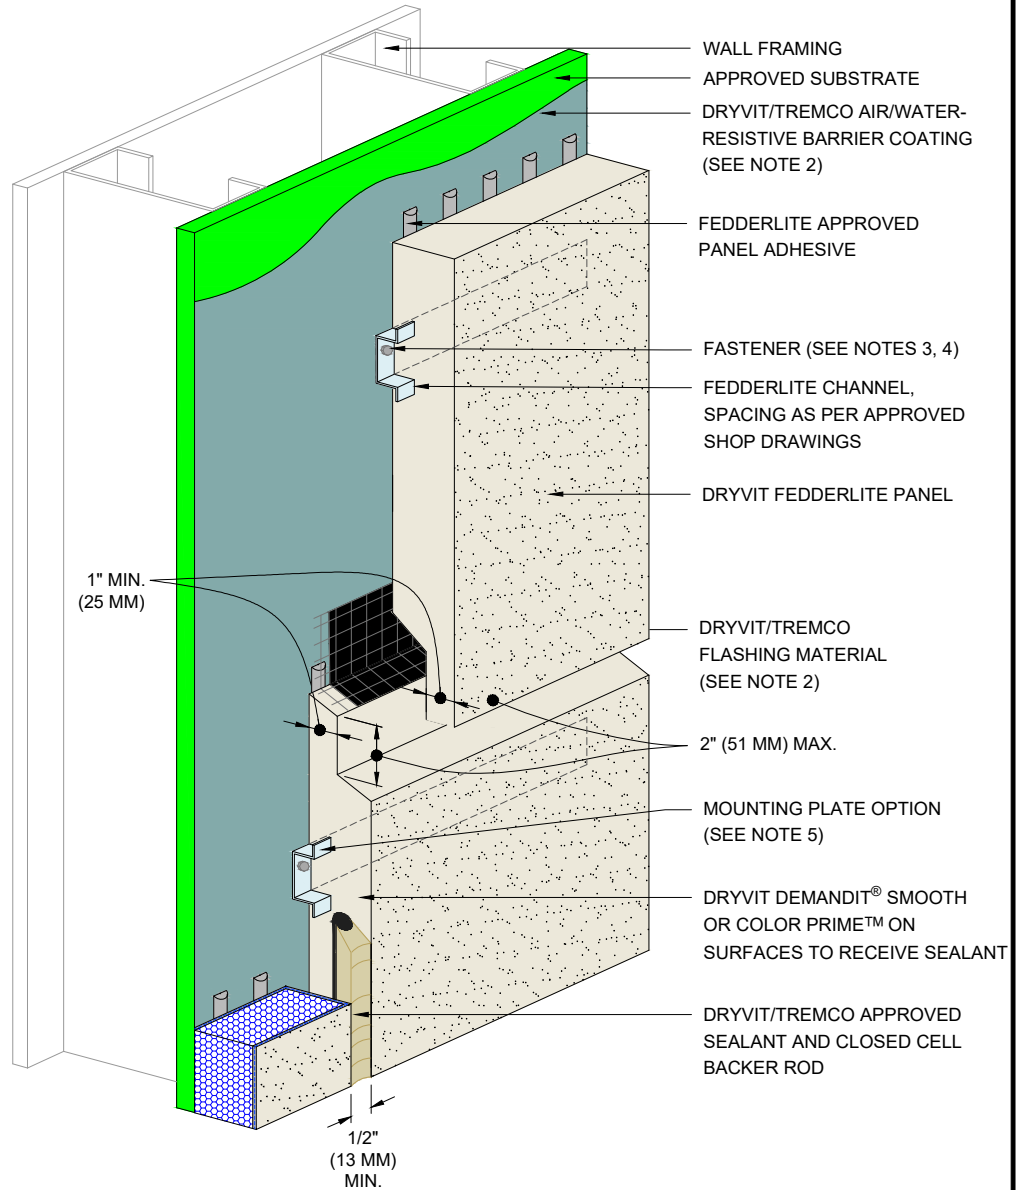 WALL FRAMING
APPROVED SUBSTRATE
DRYVIT/TREMCO AIR/WATER-
RESISTIVE BARRIER COATING
(SEE NOTE 2)
FEDDERLITE APPROVED
PANEL ADHESIVE
FASTENER (SEE NOTES 3, 4)
FEDDERLITE CHANNEL,
SPACING AS PER APPROVED
SHOP DRAWINGS
DRYVIT FEDDERLITE PANEL
1" MIN.
(25 MM)
DRYVIT/TREMCO
FLASHING MATERIAL
(SEE NOTE 2)
2" (51 MM) MAX.
MOUNTING PLATE OPTION
(SEE NOTE 5)
DRYVIT DEMANDIT® SMOOTH
OR COLOR PRIME™ ON
SURFACES TO RECEIVE SEALANT
DRYVIT/TREMCO APPROVED
SEALANT AND CLOSED CELL
BACKER ROD
1/2"
(13 MM)
MIN.